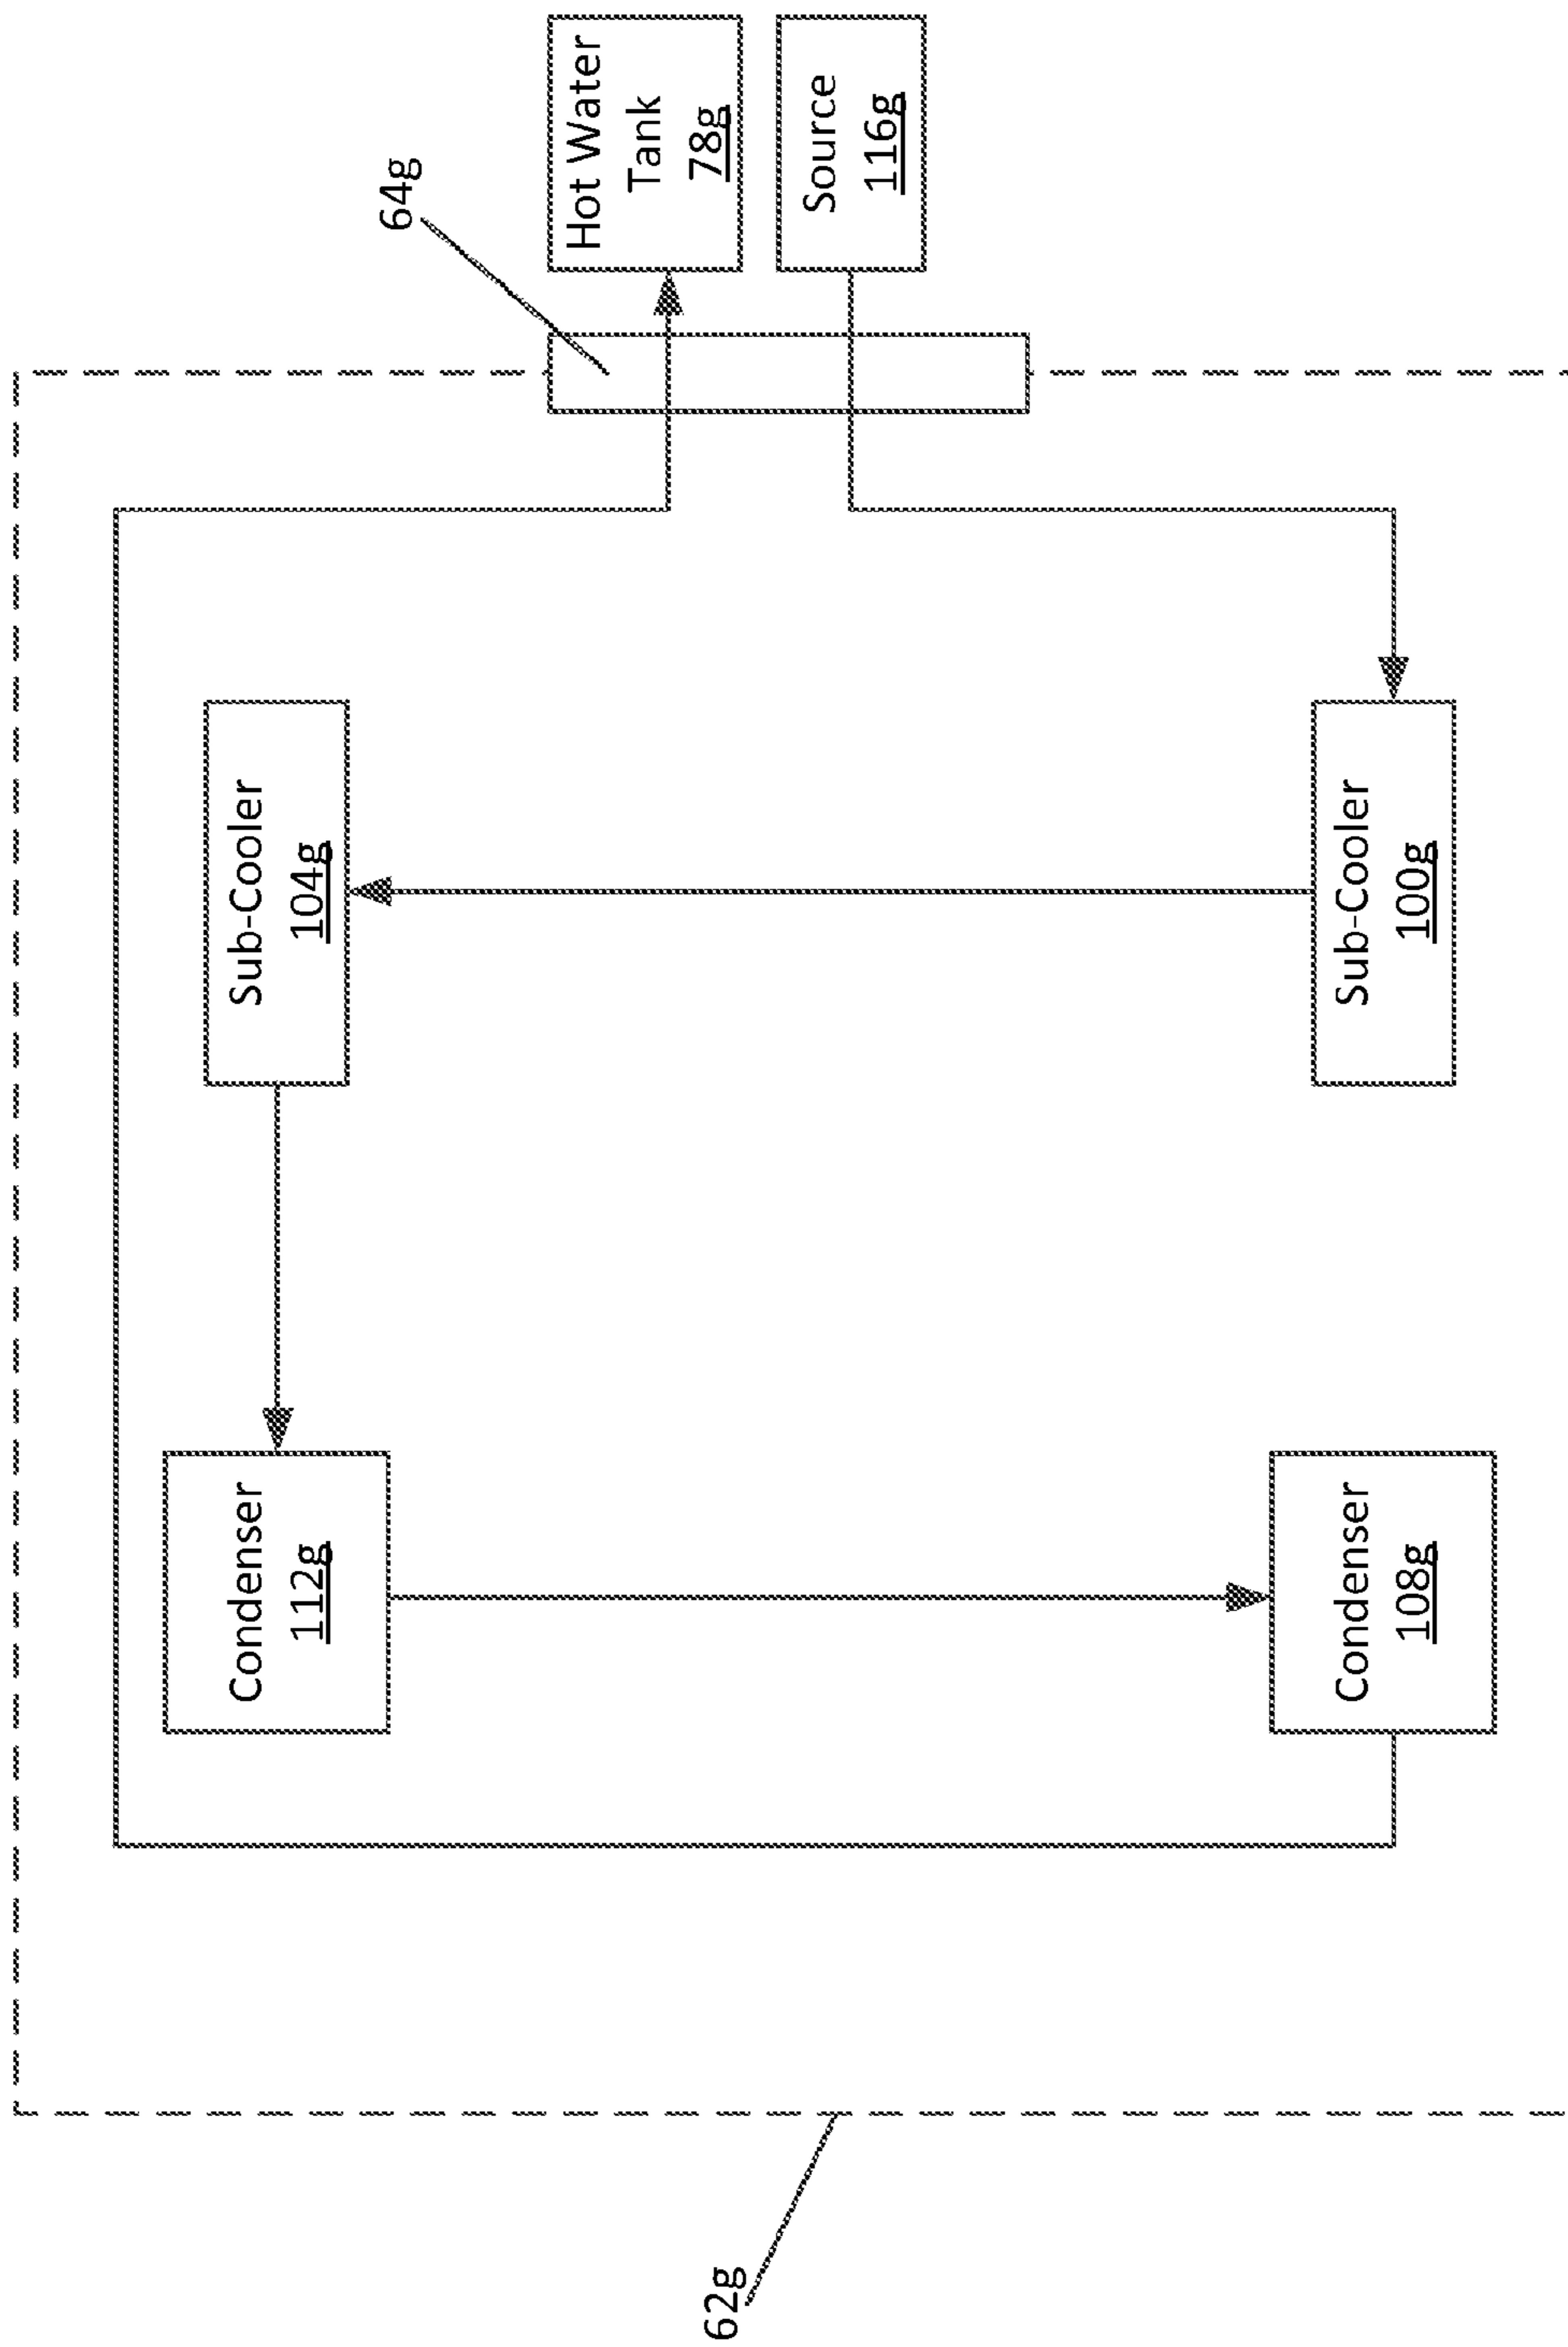 62g
64g
Condenser
112g
Sub-Cooler
104g
Hot Water
Tank
78g
Source
116g
Condenser
108g
Sub-Cooler
100g